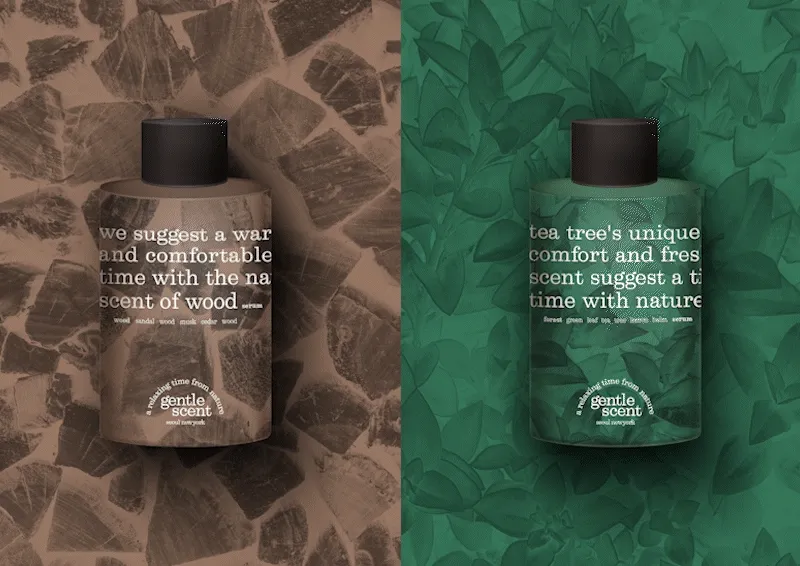 we suggest a war
and comfortable
time with the na
scent of wood serum
wood sandal wood musk cedar wood
a relaxing time from nature
gentle
scent
seoul newyork
tea tree's unique
comfort and fres
scent suggest a ti
time with nature
forest green leaf tea tree lemon balm serum
a relaxing time from nature
gentle
scent
seoul newyork